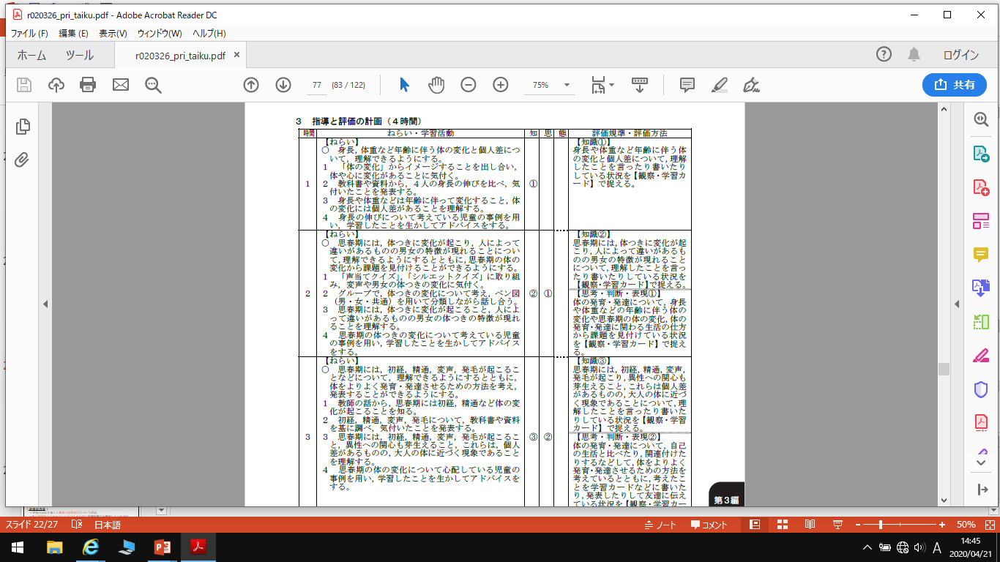 r020326_pri_taiku.pdf - Adobe Acrobat Reader DC
ファイル(F) 編集(E) 表示(V) ウィンドウ(W) ヘルプ(H)
ホーム ツール r020326_pri_taiku.pdf × ログイン
77 (83 / 122) 75% 共有
３ 指導と評価の計画（４時間）
時間 ねらい・学習活動 知 思 態 評価規準・評価方法
1
【ねらい】
○ 身長，体重など年齢に伴う体の変化と個人差につ
いて，理解できるようにする。
1 「体の変化」からイメージすることを出し合い，
体や心に変化があることに気付く。
2 教科書や資料から，４人の身長の伸びを比べ，気
付いたことを発表する。
3 身長や体重などは年齢に伴って変化すること，体
の変化には個人差があることを理解する。
4 身長の伸びについて考えている児童の事例を用
い，学習したことを生かしてアドバイスをする。
①
【知識①】
身長や体重など年齢に伴う体
の変化と個人差について，理解
したことを言ったり書いたり
している状況を【観察・学習カ
ード】で捉える。
2
【ねらい】
○ 思春期には，体つきに変化が起こり，人によって
違いがあるものの男女の特徴が現れることについ
て，理解できるようにするとともに，思春期の体の
変化から課題を見付けることができるようにする。
1 「声当てクイズ」，「シルエットクイズ」に取り組
み，変声や男女の体つきの変化に気付く。
2 グループで，体つきの変化について考え，ベン図
（男・女・共通）を用いて分類しながら話し合う。
3 思春期には，体つきに変化が起こること，人によ
って違いがあるものの男女の体つきの特徴が現れ
ることを理解する。
4 思春期の体つきの変化について考えている児童
の事例を用い，学習したことを生かしてアドバイス
をする。
② ①
【知識②】
思春期には，体つきに変化が起
こり，人によって違いがあるも
のの男女の特徴が現れること
について，理解したことを言っ
たり書いたりしている状況を
【観察・学習カード】で捉える。
【思考・判断・表現①】
体の発育・発達について，身長
や体重などの年齢に伴う体の
変化や思春期の体の変化，体の
発育・発達に関わる生活の仕方
から課題を見付けている状況
を【観察・学習カード】で捉え
る。
3
【ねらい】
○ 思春期には，初経，精通，変声，発毛が起こるこ
となどについて，理解できるようにするとともに，
体をよりよく発育・発達させるための方法を考え，
発表することができるようにする。
1 教師の話から，思春期には初経，精通など体の変
化が起こることを知る。
2 初経，精通，変声，発毛について，教科書や資料
を基に調べ，気付いたことを発表する。
3 思春期には，初経，精通，変声，発毛が起こるこ
と，異性への関心も芽生えること，これらは，個人
差があるものの，大人の体に近づく現象であること
を理解する。
4 思春期の体の変化について心配している児童の
事例を用い，学習したことを生かしてアドバイスを
する。
③ ②
【知識③】
思春期には，初経，精通，変声，
発毛が起こり，異性への関心も
芽生えること，これらは個人差
があるものの，大人の体に近づ
く現象であることについて，理
解したことを言ったり書いた
りしている状況を【観察・学習
カード】で捉える。
【思考・判断・表現②】
体の発育・発達について，自己
の生活と比べたり，関連付けた
りするなどして，体をよりよく
発育・発達させるための方法を
考えているとともに，考えたこ
とを学習カードなどに書いた
り，発表したりして友達に伝え
ている状況を【観察・学習カー
第３編
スライド 22/27 日本語 ノート コメント 50%
A 14:45
2020/04/21